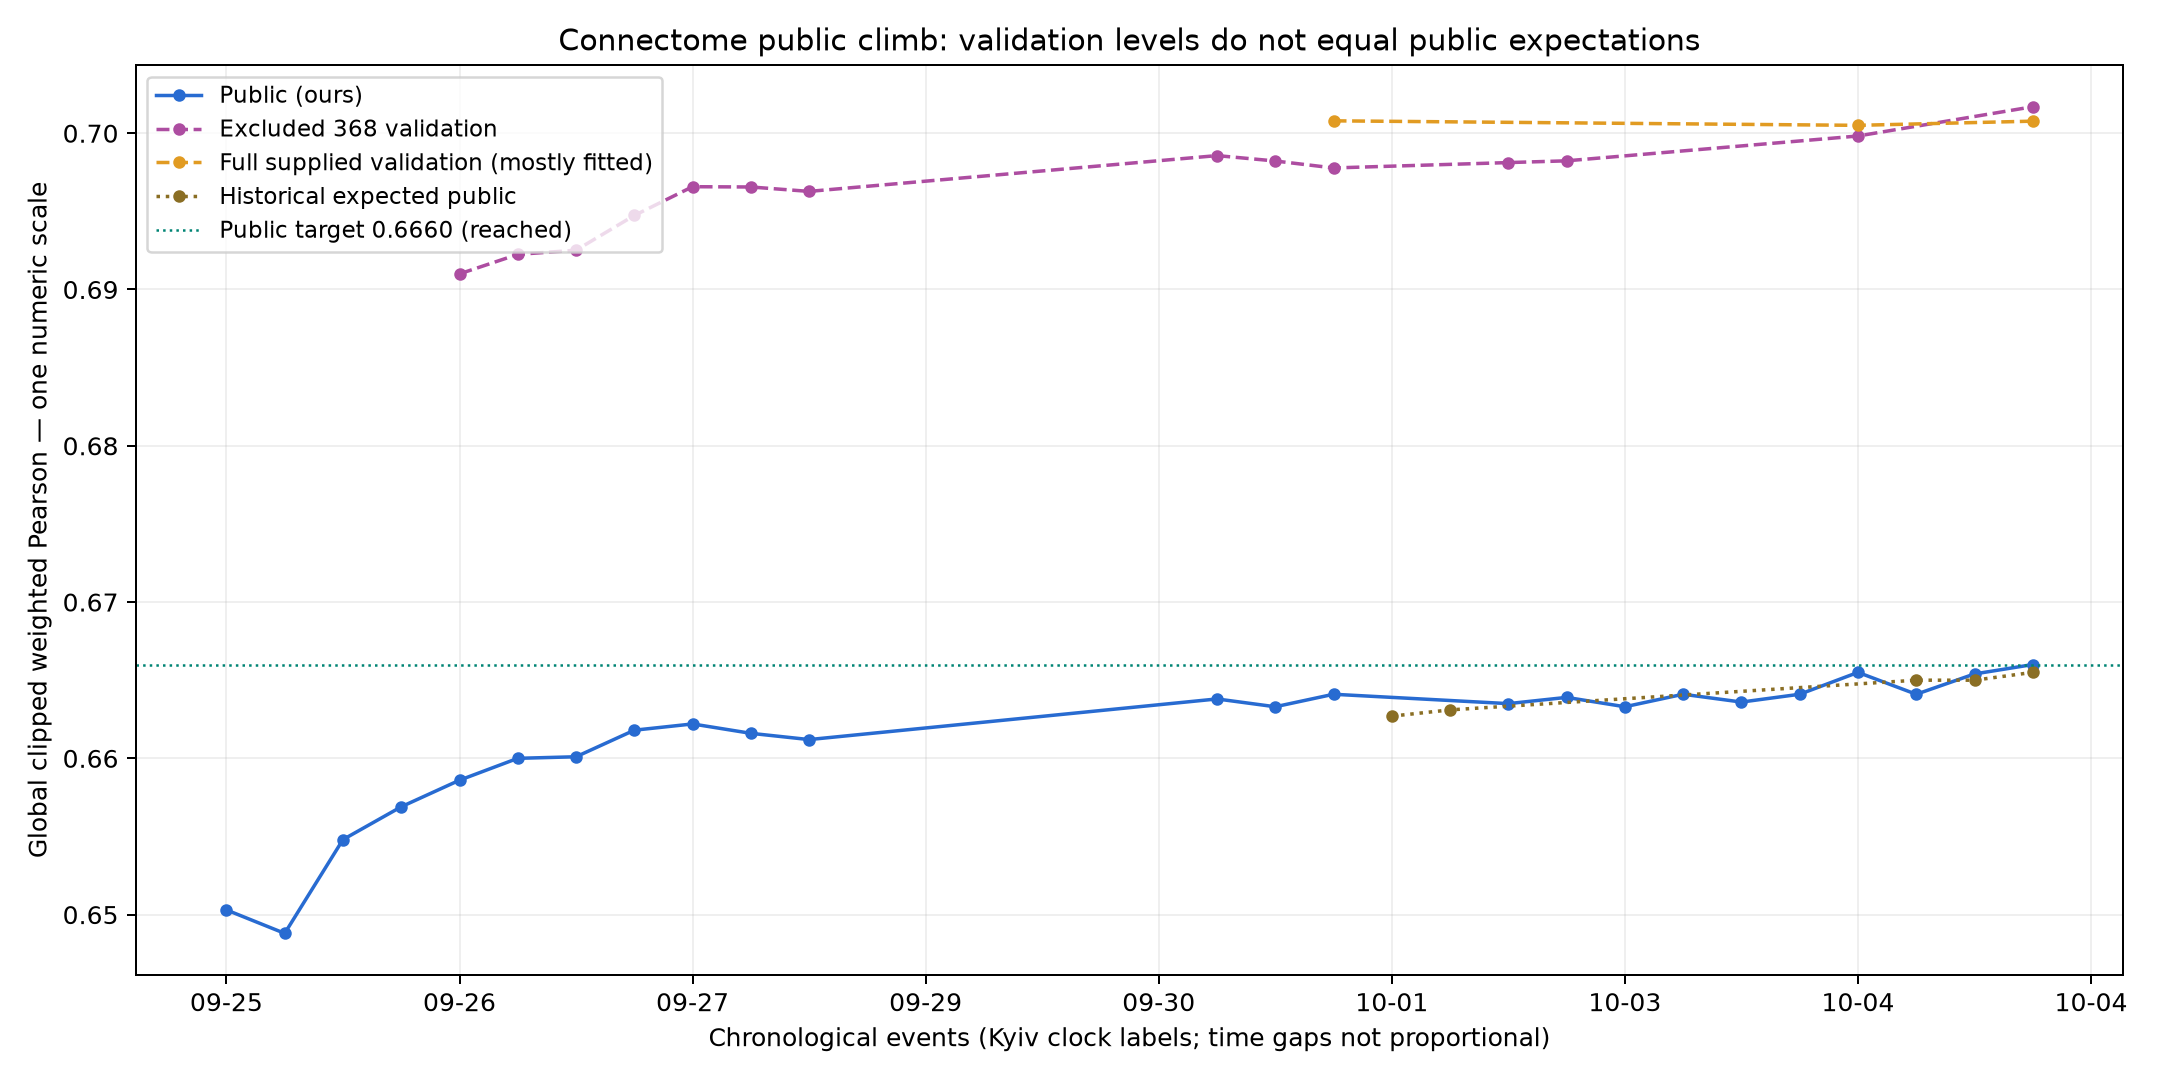 Connectome public climb: validation levels do not equal public expectations
Public (ours)
Excluded 368 validation
Full supplied validation (mostly fitted)
Historical expected public
Public target 0.6660 (reached)
Global clipped weighted Pearson — one numeric scale
0.70
0.69
0.68
0.67
0.66
0.65
09-25
09-26
09-27
09-29
09-30
10-01
10-03
10-04
10-04
Chronological events (Kyiv clock labels; time gaps not proportional)